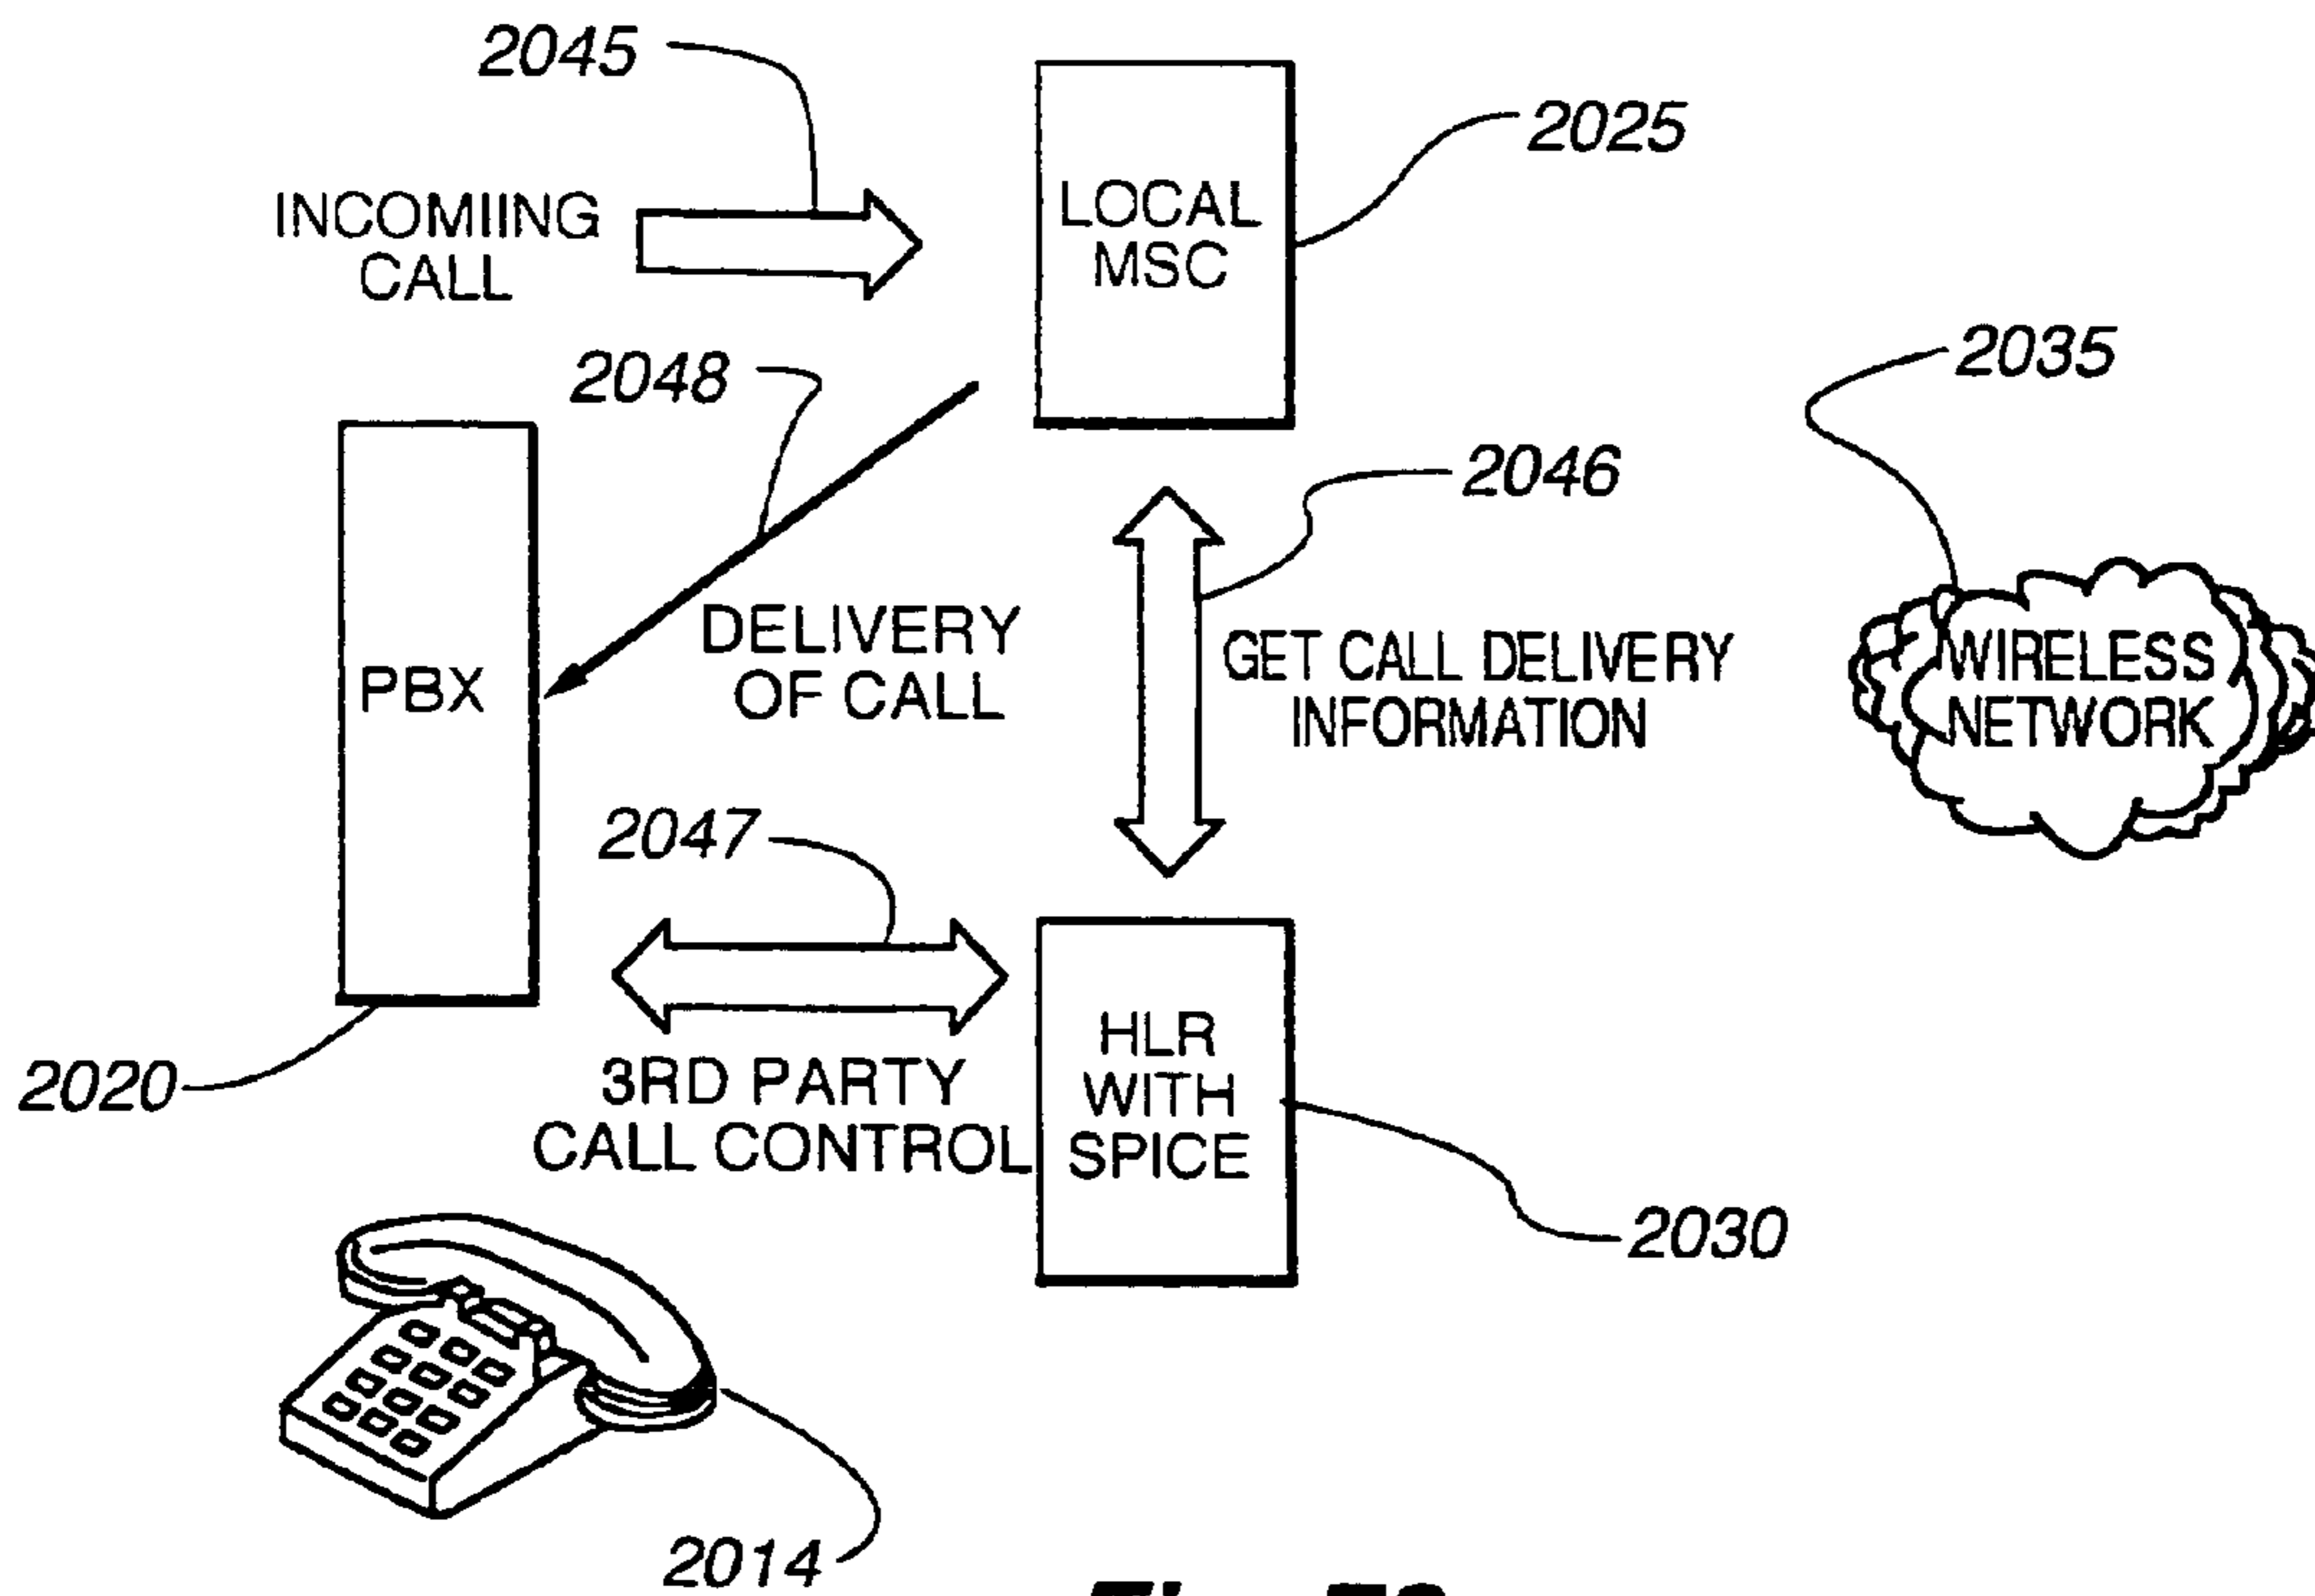 2045
INCOMIING
CALL
LOCAL
MSC
2025
2048
2035
2046
PBX
DELIVERY
OF CALL
GET CALL DELIVERY
INFORMATION
WIRELESS
NETWORK
2047
2020
3RD PARTY
CALL CONTROL
HLR
WITH
SPICE
2030
2014